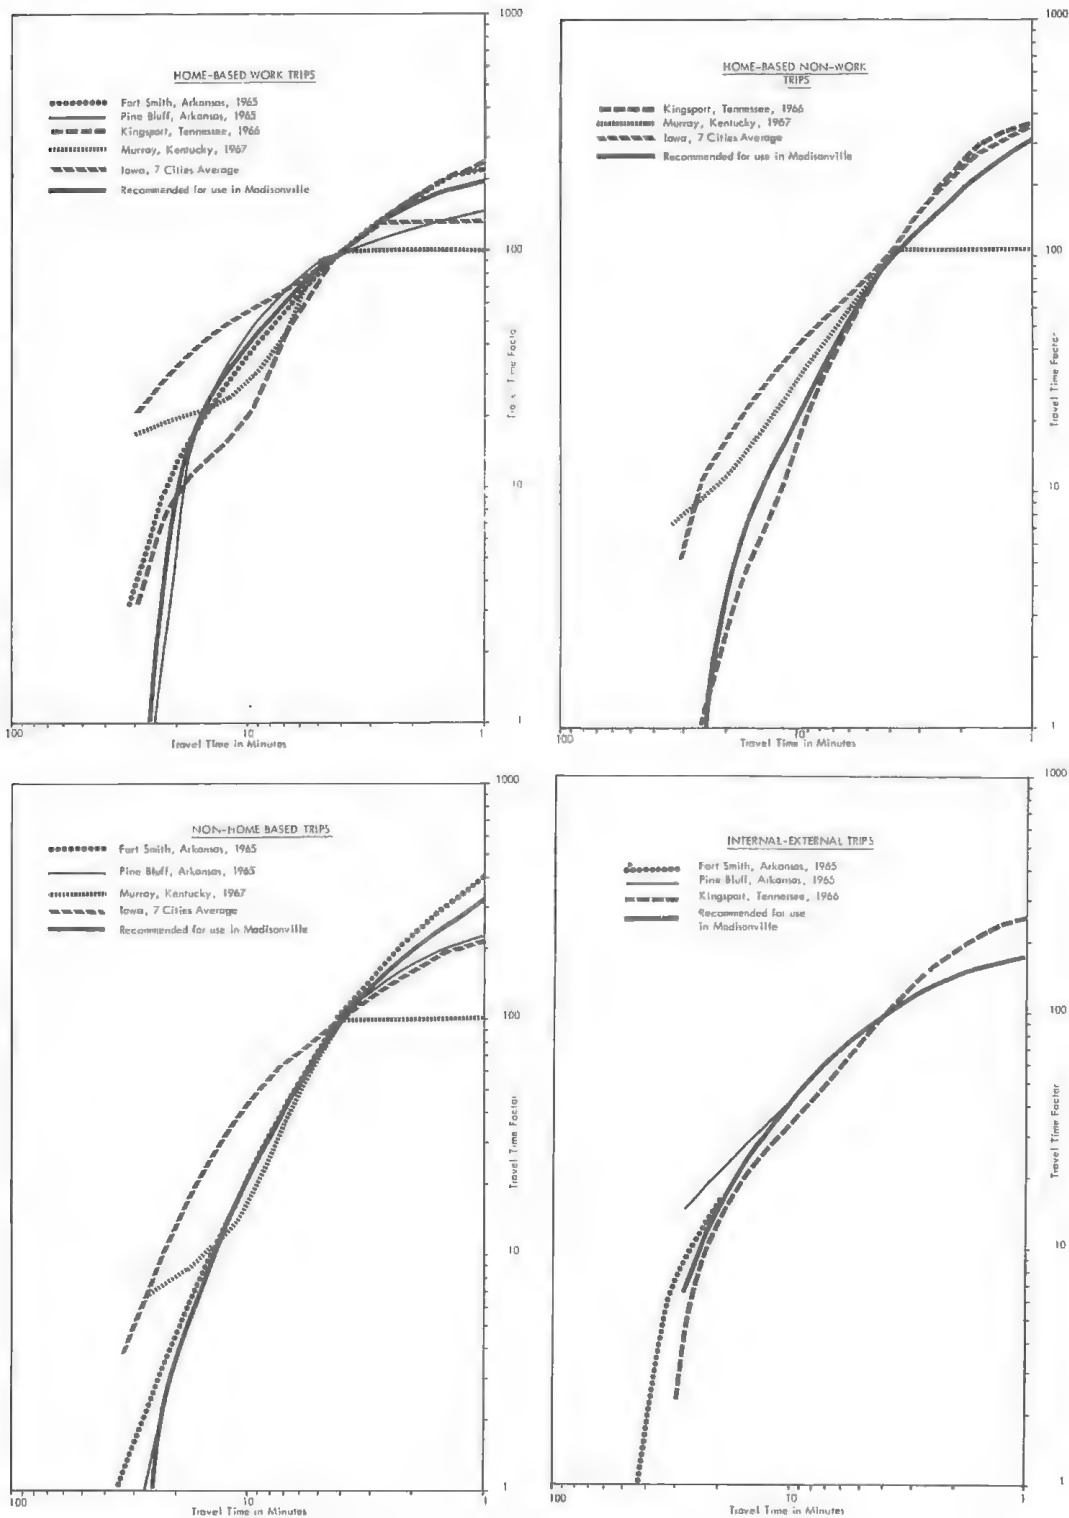 HOME-BASED WORK TRIPS
Fort Smith, Arkansas, 1965
Pine Bluff, Arkansas, 1965
Kingsport, Tennessee, 1966
Murray, Kentucky, 1967
Iowa, 7 Cities Average
Recommended for use in Madisonville
1000
100
10
1
Travel Time Factor
100
10
1
Travel Time in Minutes
HOME-BASED NON-WORK
TRIPS
Kingsport, Tennessee, 1966
Murray, Kentucky, 1967
Iowa, 7 Cities Average
Recommended for use in Madisonville
1000
100
10
1
Travel Time Factor
100
10
1
Travel Time in Minutes
NON-HOME BASED TRIPS
Fort Smith, Arkansas, 1965
Pine Bluff, Arkansas, 1965
Murray, Kentucky, 1967
Iowa, 7 Cities Average
Recommended for use in Madisonville
1000
100
10
1
Travel Time Factor
100
10
1
Travel Time in Minutes
INTERNAL-EXTERNAL TRIPS
Fort Smith, Arkansas, 1965
Pine Bluff, Arkansas, 1965
Kingsport, Tennessee, 1966
Recommended for use
in Madisonville
1000
100
10
1
Travel Time Factor
100
10
1
Travel Time in Minutes